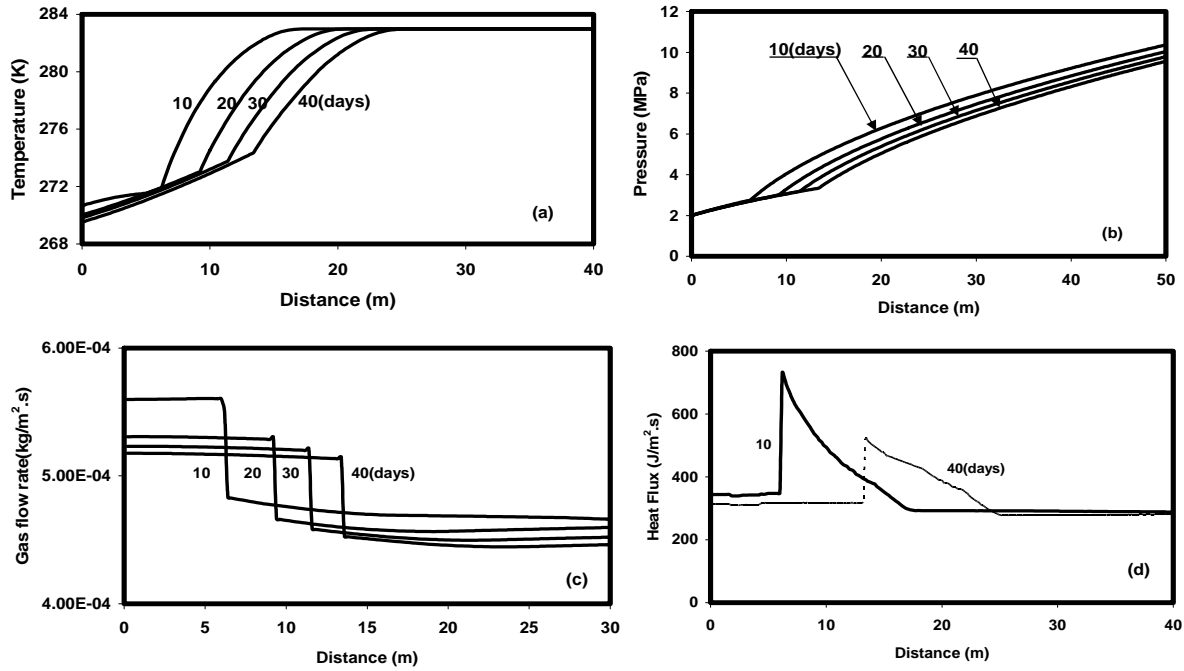 284
280
276
272
268
Temperature (K)
10
20
30
40(days)
(a)
0
10
20
30
40
Distance (m)
12
10
8
6
4
2
0
Pressure (MPa)
10(days)
20
30
40
(b)
0
10
20
30
40
50
Distance (m)
6.00E-04
5.00E-04
4.00E-04
Gas flow rate(kg/m².s)
10
20
30
40(days)
(c)
0
5
10
15
20
25
30
Distance (m)
800
600
400
200
0
Heat Flux (J/m².s)
10
40(days)
(d)
0
10
20
30
40
Distance (m)